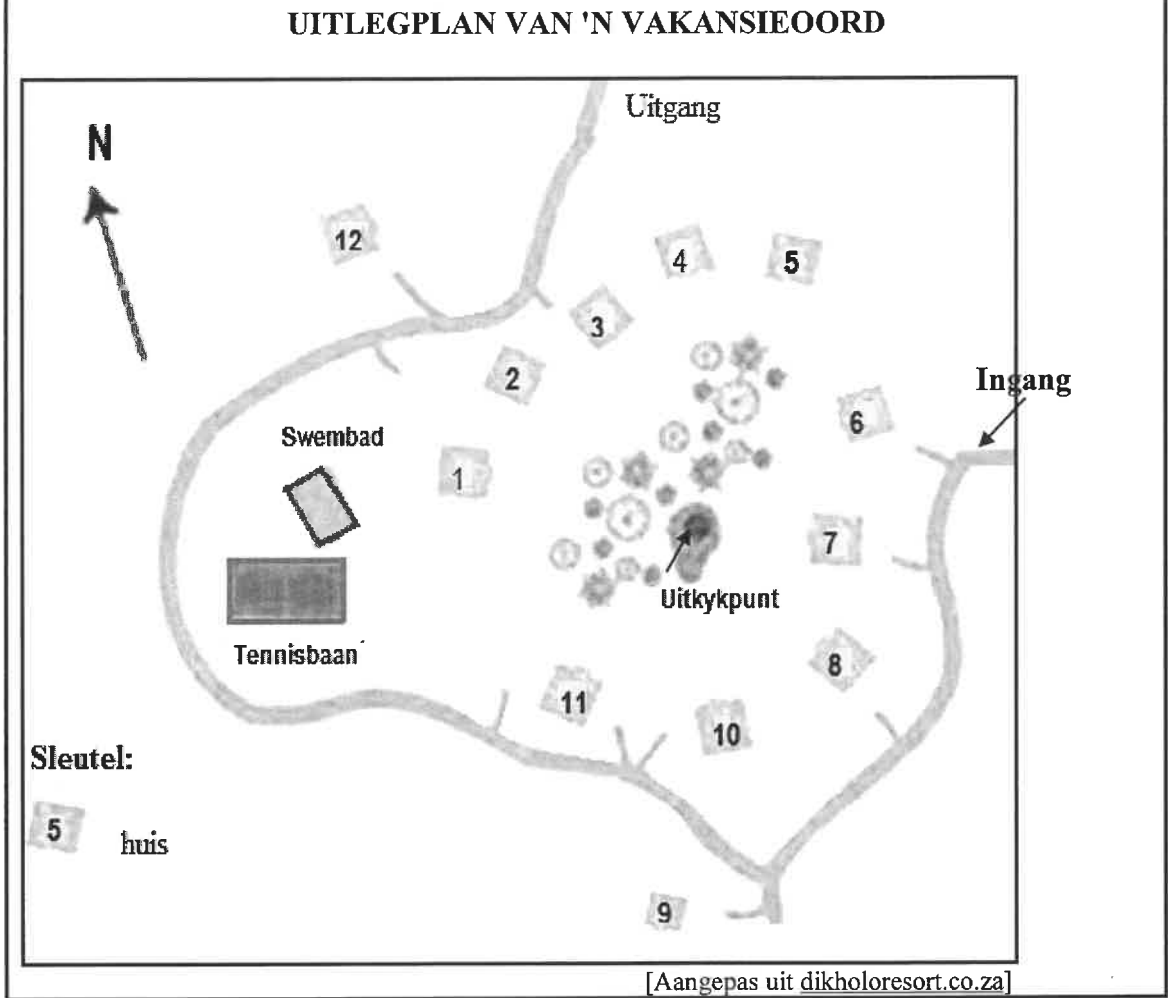 UITLEGPLAN VAN 'N VAKANSIEOORD
Uitgang
N
12
4
5
3
Ingang
2
6
Swembad
1
7
Uitkykpunt
Tennisbaan
8
11
10
Sleutel:
5
huis
9
[Aangepas uit dikholoresort.co.za]